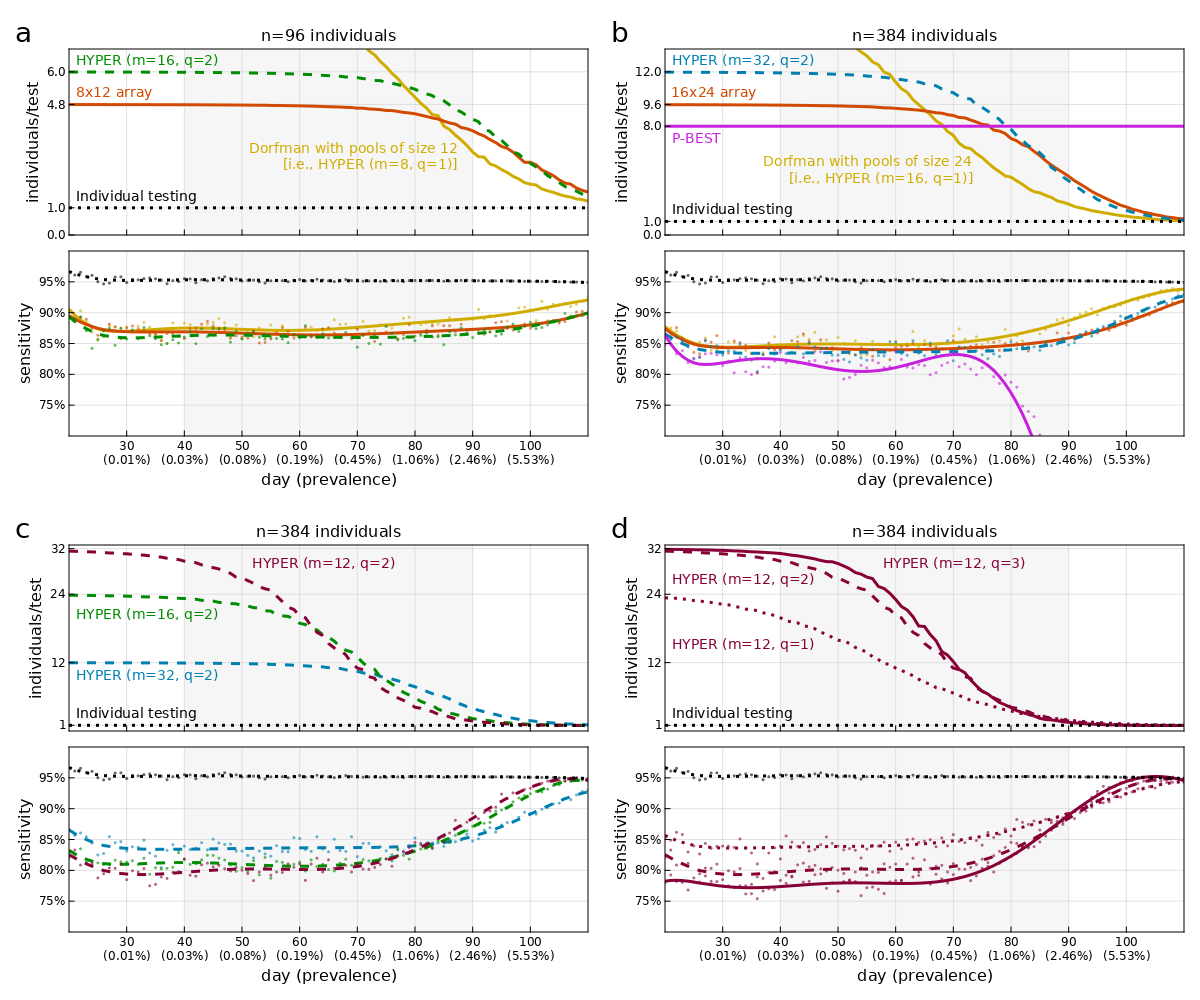 a
n=96 individuals
individuals/test
6.0
4.8
1.0
0.0
HYPER (m=16, q=2)
8x12 array
Dorfman with pools of size 12
[i.e., HYPER (m=8, q=1)]
Individual testing
sensitivity
95%
90%
85%
80%
75%
30 40 50 60 70 80 90 100
(0.01%) (0.03%) (0.08%) (0.19%) (0.45%) (1.06%) (2.46%) (5.53%)
day (prevalence)
b
n=384 individuals
individuals/test
12.0
9.6
8.0
1.0
0.0
HYPER (m=32, q=2)
16x24 array
P-BEST
Dorfman with pools of size 24
[i.e., HYPER (m=16, q=1)]
Individual testing
sensitivity
95%
90%
85%
80%
75%
30 40 50 60 70 80 90 100
(0.01%) (0.03%) (0.08%) (0.19%) (0.45%) (1.06%) (2.46%) (5.53%)
day (prevalence)
c
n=384 individuals
individuals/test
32
24
12
1
HYPER (m=12, q=2)
HYPER (m=16, q=2)
HYPER (m=32, q=2)
Individual testing
sensitivity
95%
90%
85%
80%
75%
30 40 50 60 70 80 90 100
(0.01%) (0.03%) (0.08%) (0.19%) (0.45%) (1.06%) (2.46%) (5.53%)
day (prevalence)
d
n=384 individuals
individuals/test
32
24
12
1
HYPER (m=12, q=3)
HYPER (m=12, q=2)
HYPER (m=12, q=1)
Individual testing
sensitivity
95%
90%
85%
80%
75%
30 40 50 60 70 80 90 100
(0.01%) (0.03%) (0.08%) (0.19%) (0.45%) (1.06%) (2.46%) (5.53%)
day (prevalence)